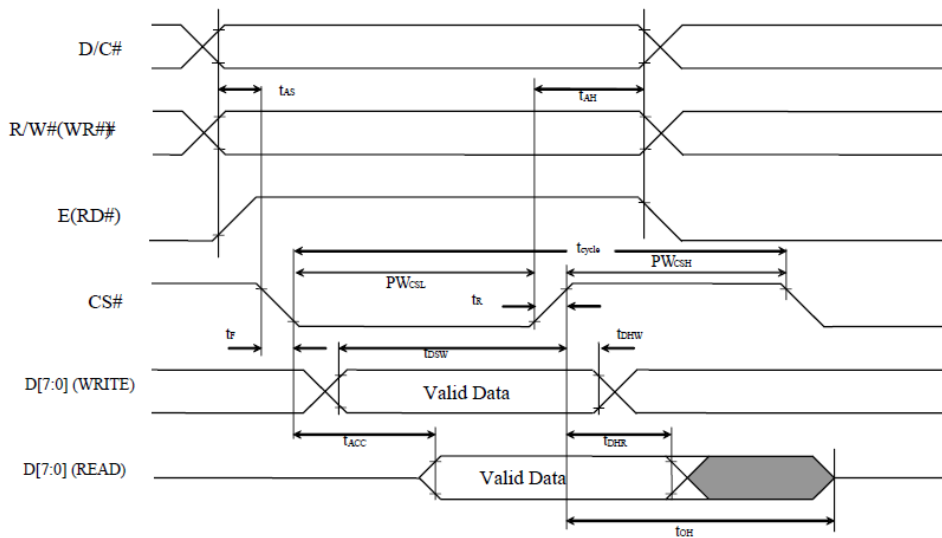 D/C#
tAS
tAH
R/W#(WR#)#
E(RD#)
tcycle
PWCSL
PWCSH
CS#
tR
tF
tDSW
tDHW
D[7:0] (WRITE)
Valid Data
tACC
tDHR
D[7:0] (READ)
Valid Data
tOH